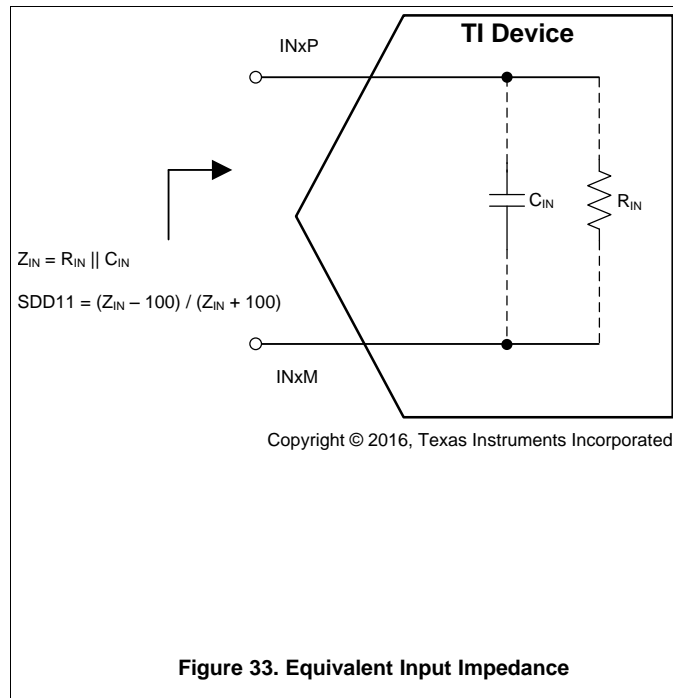 INxP
TI Device
CIN
RIN
ZIN = RIN || CIN
SDD11 = (ZIN – 100) / (ZIN + 100)
INxM
Copyright © 2016, Texas Instruments Incorporated
Figure 33. Equivalent Input Impedance